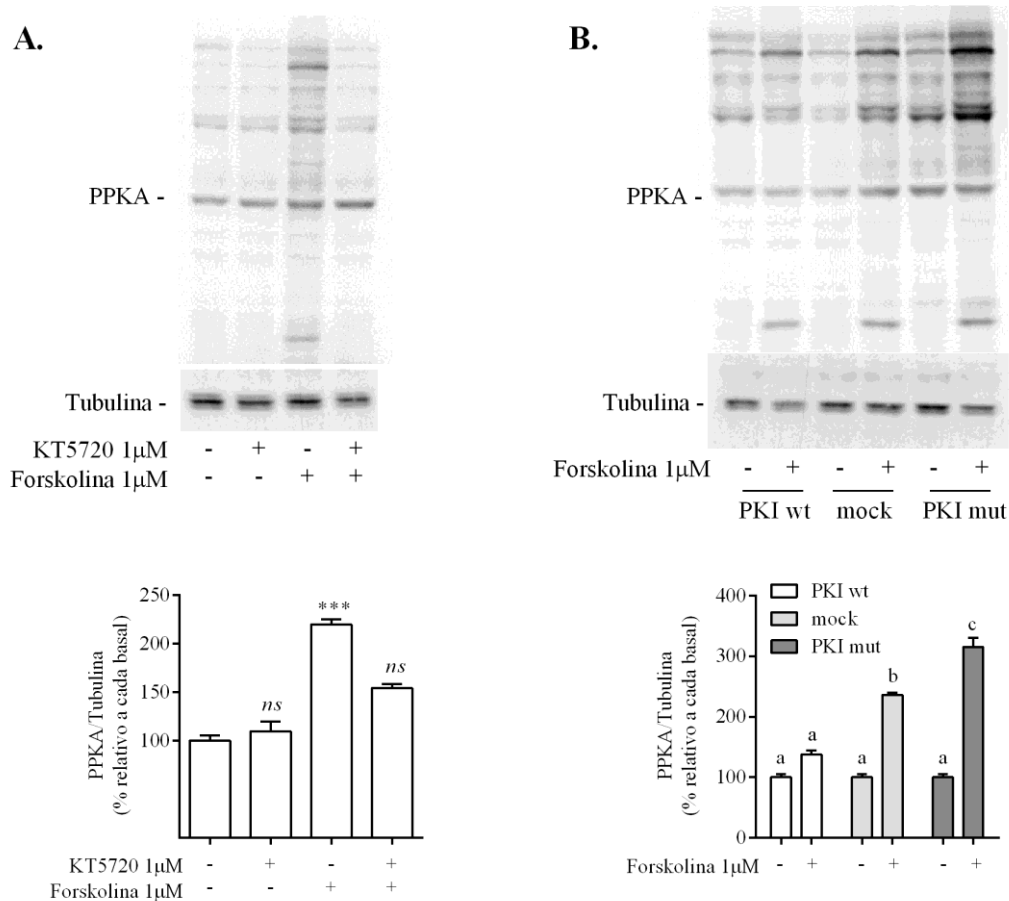 A.
PPKA -
Tubulina -
KT5720 1µM - + - +
Forskolina 1µM - - + +
PPKA/Tubulina
(% relativo a cada basal)
250
200
150
100
ns
***
ns
KT5720 1µM - + - +
Forskolina 1µM - - + +
B.
PPKA -
Tubulina -
Forskolina 1µM - + - + - +
PKI wt mock PKI mut
PPKA/Tubulina
(% relativo a cada basal)
400
300
200
100
0
PKI wt
mock
PKI mut
a a a b a c
Forskolina 1µM - + - + - +